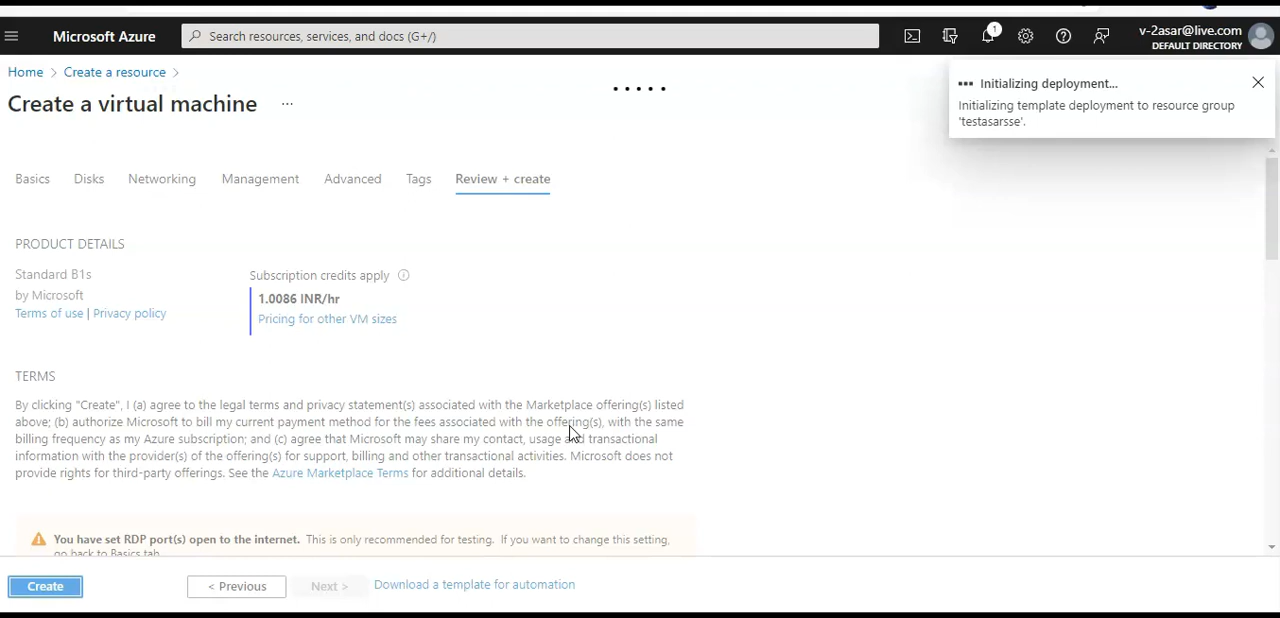 Microsoft Azure
Search resources, services, and docs (G+/)
1
v-2asar@live.com
DEFAULT DIRECTORY
Home > Create a resource >
Create a virtual machine ...
Initializing deployment...
Initializing template deployment to resource group
'testasarsse'.
Basics Disks Networking Management Advanced Tags Review + create
PRODUCT DETAILS
Standard B1s
by Microsoft
Terms of use | Privacy policy
Subscription credits apply
1.0086 INR/hr
Pricing for other VM sizes
TERMS
By clicking "Create", I (a) agree to the legal terms and privacy statement(s) associated with the Marketplace offering(s) listed
above; (b) authorize Microsoft to bill my current payment method for the fees associated with the offering(s), with the same
billing frequency as my Azure subscription; and (c) agree that Microsoft may share my contact, usage and transactional
information with the provider(s) of the offering(s) for support, billing and other transactional activities. Microsoft does not
provide rights for third-party offerings. See the Azure Marketplace Terms for additional details.
You have set RDP port(s) open to the internet. This is only recommended for testing. If you want to change this setting,
go back to Basics tab.
Create < Previous Next > Download a template for automation